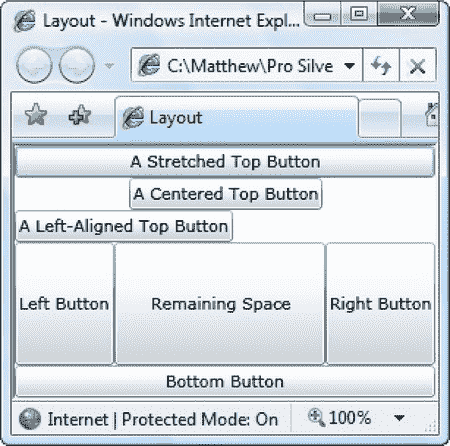 Layout - Windows Internet Expl...
C:\Matthew\Pro Silve
Layout
A Stretched Top Button
A Centered Top Button
A Left-Aligned Top Button
Left Button Remaining Space Right Button
Bottom Button
Internet | Protected Mode: On 100%